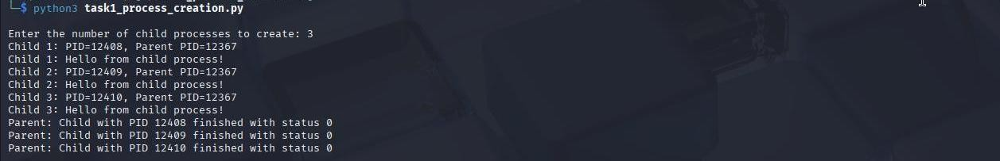 └─$ python3 task1_process_creation.py
Enter the number of child processes to create: 3
Child 1: PID=12408, Parent PID=12367
Child 1: Hello from child process!
Child 2: PID=12409, Parent PID=12367
Child 2: Hello from child process!
Child 3: PID=12410, Parent PID=12367
Child 3: Hello from child process!
Parent: Child with PID 12408 finished with status 0
Parent: Child with PID 12409 finished with status 0
Parent: Child with PID 12410 finished with status 0